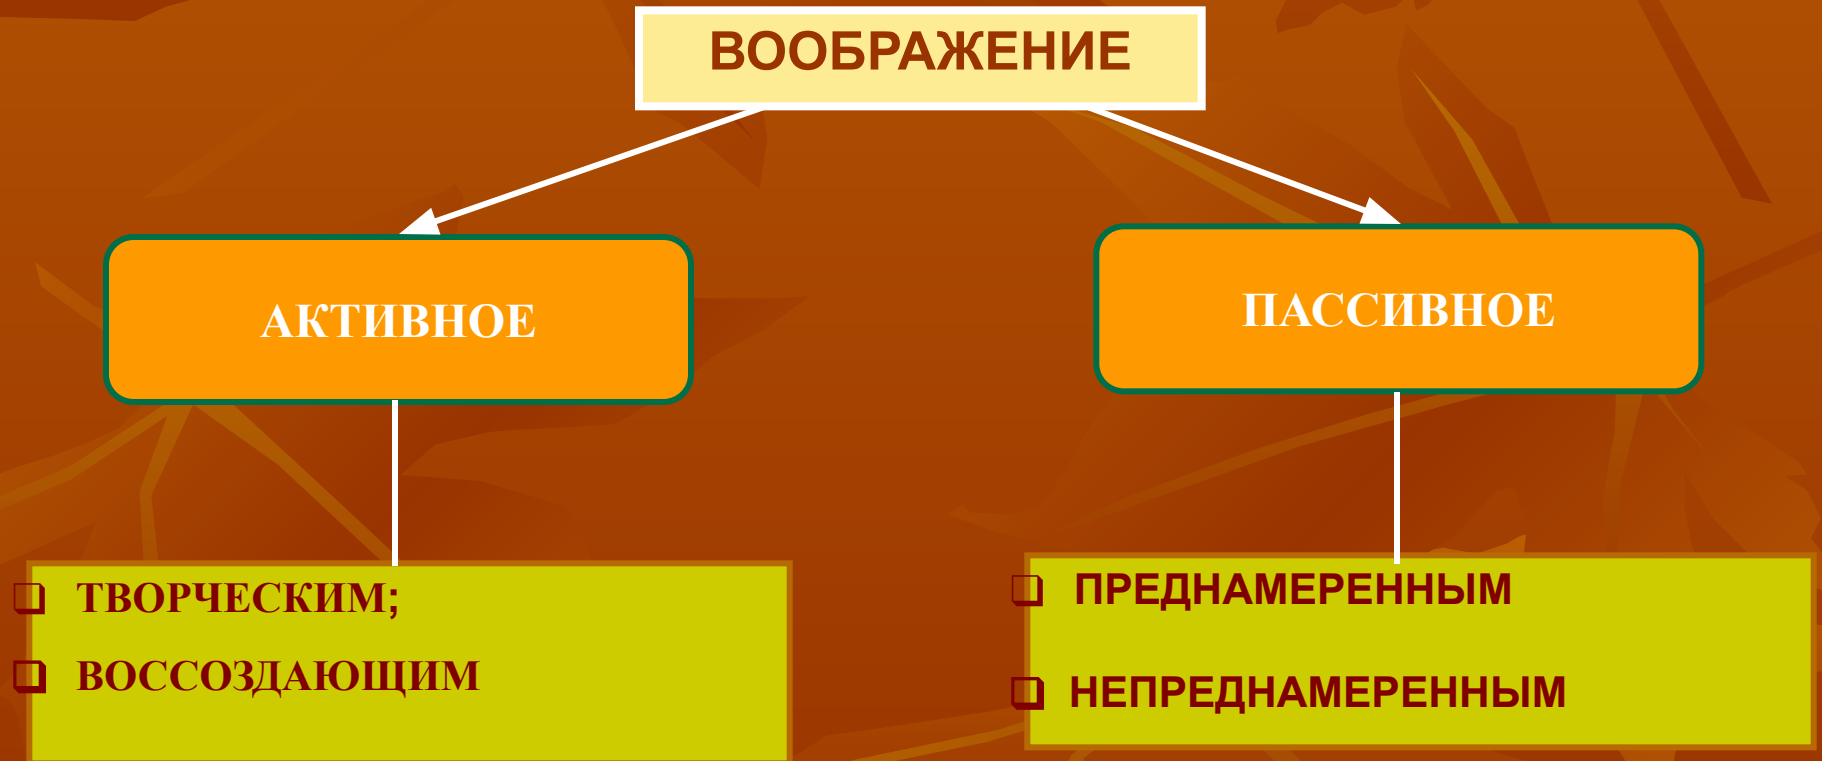 ВООБРАЖЕНИЕ
АКТИВНОЕ
ПАССИВНОЕ
ТВОРЧЕСКИМ;
ВОССОЗДАЮЩИМ
ПРЕДНАМЕРЕННЫМ
НЕПРЕДНАМЕРЕННЫМ